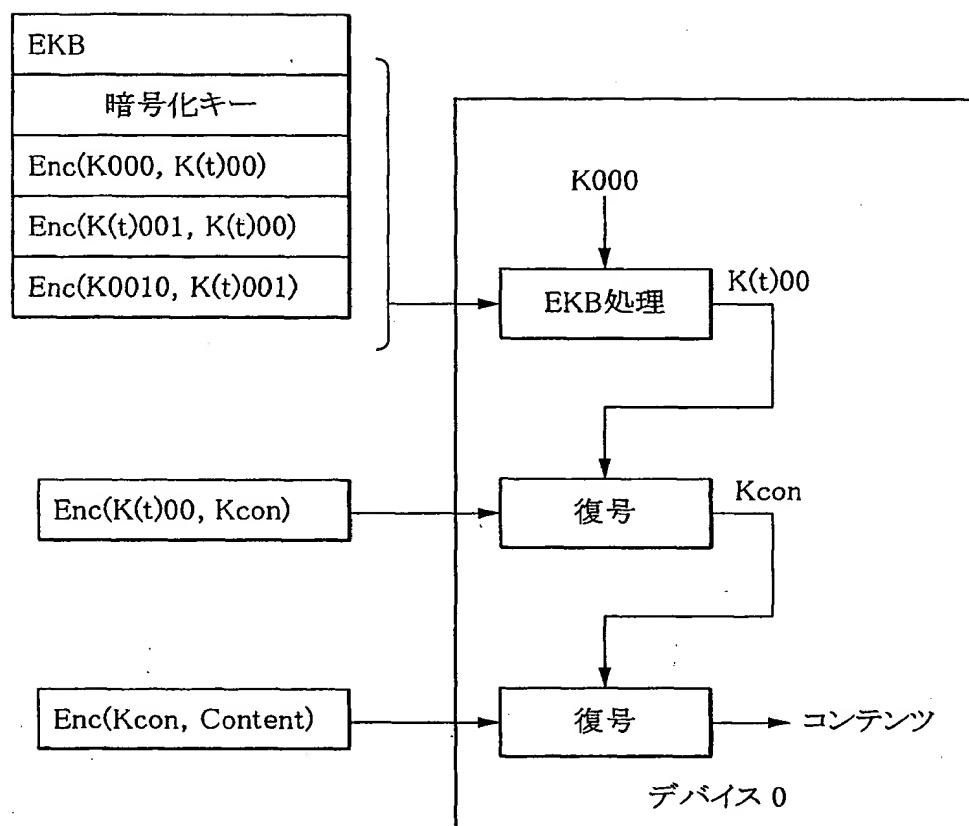 EKB
暗号化キー
Enc(K000, K(t)00)
Enc(K(t)001, K(t)00)
Enc(K0010, K(t)001)
K000
EKB処理
K(t)00
Enc(K(t)00, Kcon)
復号
Kcon
Enc(Kcon, Content)
復号
コンテンツ
デバイス 0